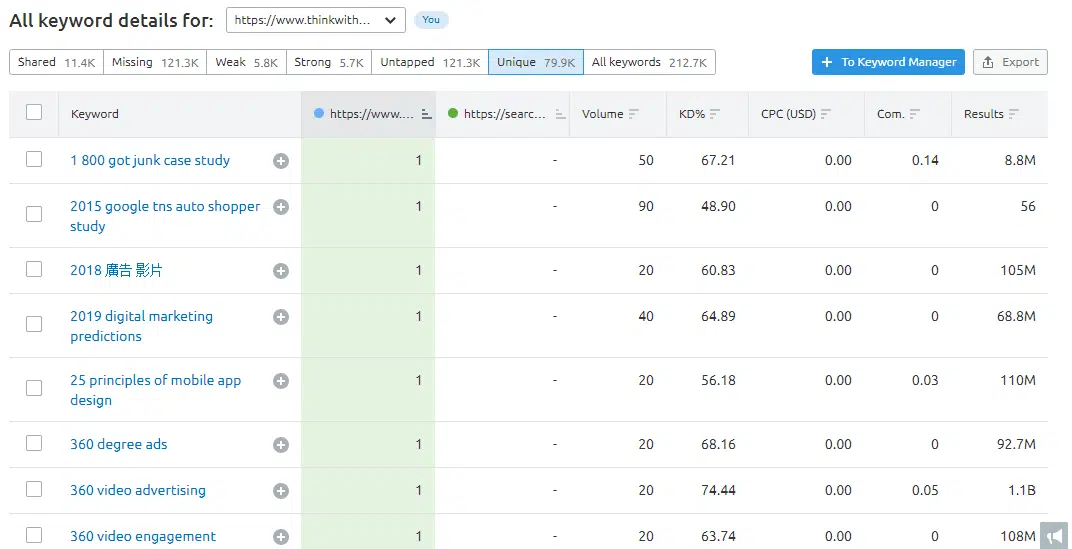 All keyword details for: https://www.thinkwith... You
Shared 11.4K Missing 121.3K Weak 5.8K Strong 5.7K Untapped 121.3K Unique 79.9K All keywords 212.7K + To Keyword Manager Export
Keyword https://www.... https://searc... Volume KD% CPC (USD) Com. Results
1 800 got junk case study 1 - 50 67.21 0.00 0.14 8.8M
2015 google tns auto shopper 1 - 90 48.90 0.00 0 56
study
2018 廣告 影片 1 - 20 60.83 0.00 0 105M
2019 digital marketing 1 - 40 64.89 0.00 0 68.8M
predictions
25 principles of mobile app 1 - 20 56.18 0.00 0.03 110M
design
360 degree ads 1 - 20 68.16 0.00 0 92.7M
360 video advertising 1 - 20 74.44 0.00 0.05 1.1B
360 video engagement 1 - 20 63.74 0.00 0 108M